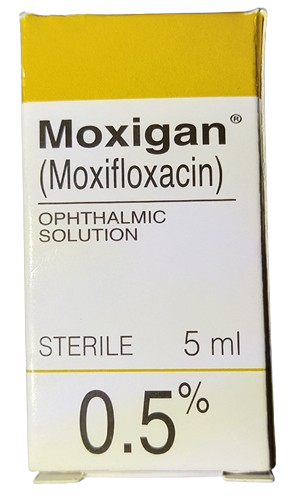 Moxigan®
(Moxifloxacin)
OPHTHALMIC
SOLUTION
STERILE 5 ml
0.5%